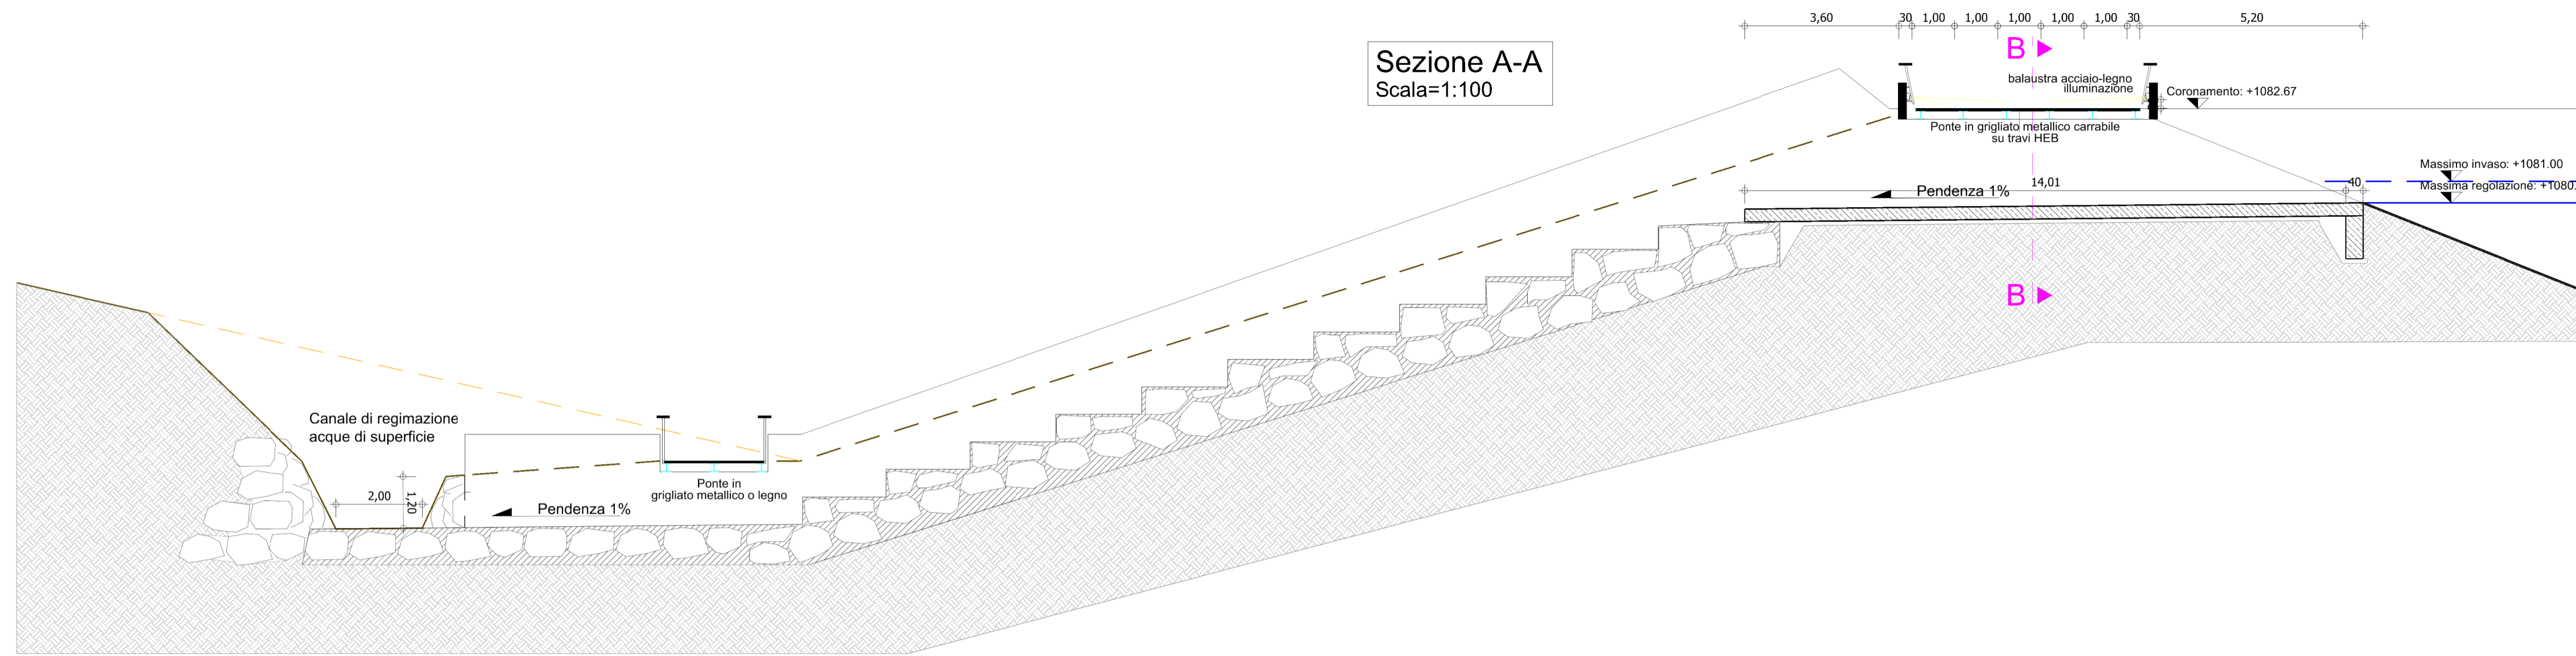 3,60 30 1,00 1,00 1,00 1,00 1,00 30 5,20
Sezione A-A
Scala=1:100
B
balaustra acciaio-legno
illuminazione
Coronamento: +1082.67
Ponte in grigliato metallico carrabile
su travi HEB
Massimo invaso: +1081.00
14,01 40
Pendenza 1%
Massima regolazione: +1080.
B
Canale di regimazione
acque di superficie
Ponte in
grigliato metallico o legno
2,00
1,20
Pendenza 1%